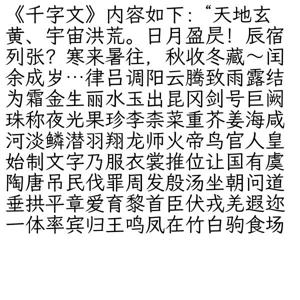 《千字文》内容如下：“天地玄
黄、宇宙洪荒。日月盈昃！辰宿
列张？寒来暑往，秋收冬藏～闰
余成岁…律吕调阳云腾致雨露结
为霜金生丽水玉出昆冈剑号巨阙
珠称夜光果珍李柰菜重芥姜海咸
河淡鳞潜羽翔龙师火帝鸟官人皇
始制文字乃服衣裳推位让国有虞
陶唐吊民伐罪周发殷汤坐朝问道
垂拱平章爱育黎首臣伏戎羌遐迩
一体率宾归王鸣凤在竹白驹食场